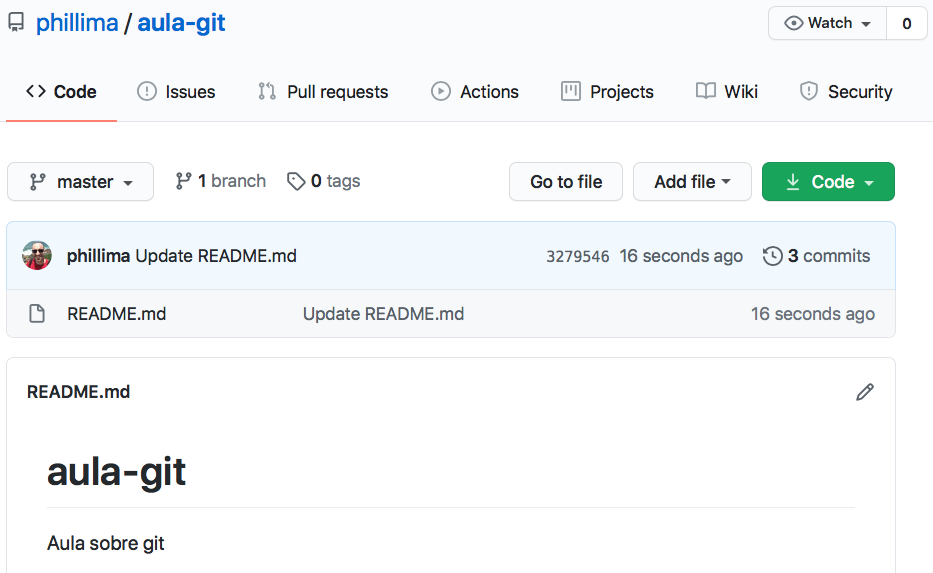 phillima / aula-git
Watch 0
Code Issues Pull requests Actions Projects Wiki Security
master 1 branch 0 tags Go to file Add file Code
phillima Update README.md 3279546 16 seconds ago 3 commits
README.md Update README.md 16 seconds ago
README.md
aula-git
Aula sobre git